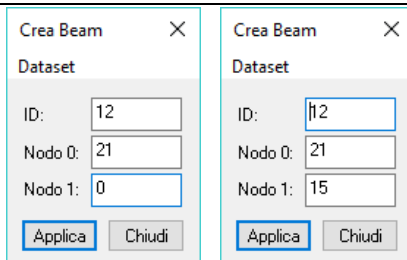 Crea Beam
Dataset
ID: 12
Nodo 0: 21
Nodo 1: 0
Applica Chiudi
Crea Beam
Dataset
ID: 12
Nodo 0: 21
Nodo 1: 15
Applica Chiudi